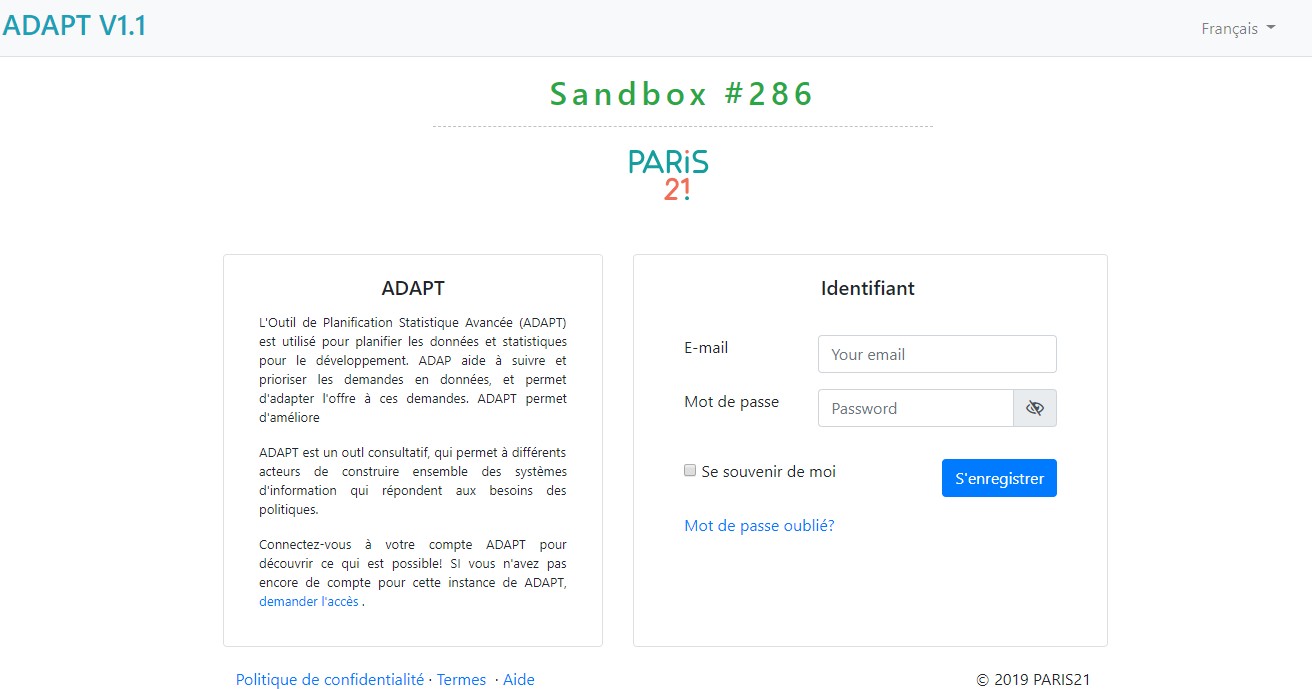 ADAPT V1.1
Français
Sandbox #286
PARiS
21!
ADAPT
L'Outil de Planification Statistique Avancée (ADAPT)
est utilisé pour planifier les données et statistiques
pour le développement. ADAP aide à suivre et
prioriser les demandes en données, et permet
d'adapter l'offre à ces demandes. ADAPT permet
d'améliore
ADAPT est un outl consultatif, qui permet à différents
acteurs de construire ensemble des systèmes
d'information qui répondent aux besoins des
politiques.
Connectez-vous à votre compte ADAPT pour
découvrir ce qui est possible! SI vous n'avez pas
encore de compte pour cette instance de ADAPT,
demander l'accès .
Identifiant
E-mail
Your email
Mot de passe
Password
Se souvenir de moi
S'enregistrer
Mot de passe oublié?
Politique de confidentialité · Termes · Aide
© 2019 PARIS21